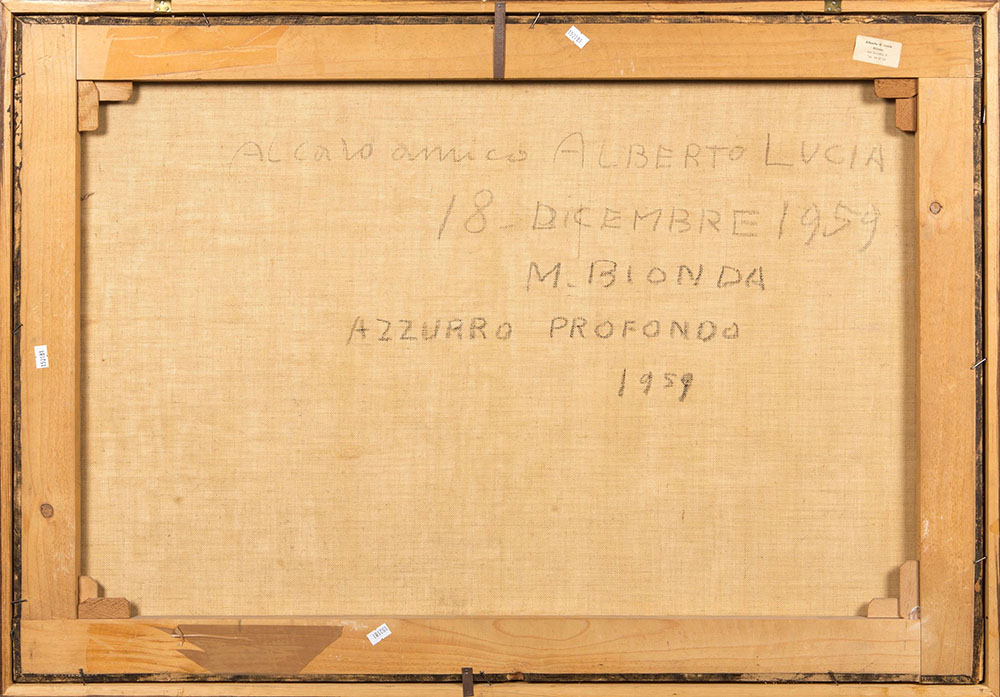 Al caro amico ALBERTO LUCIA
18 - DICEMBRE 1959
M. BIONDA
AZZURRO PROFONDO
1959